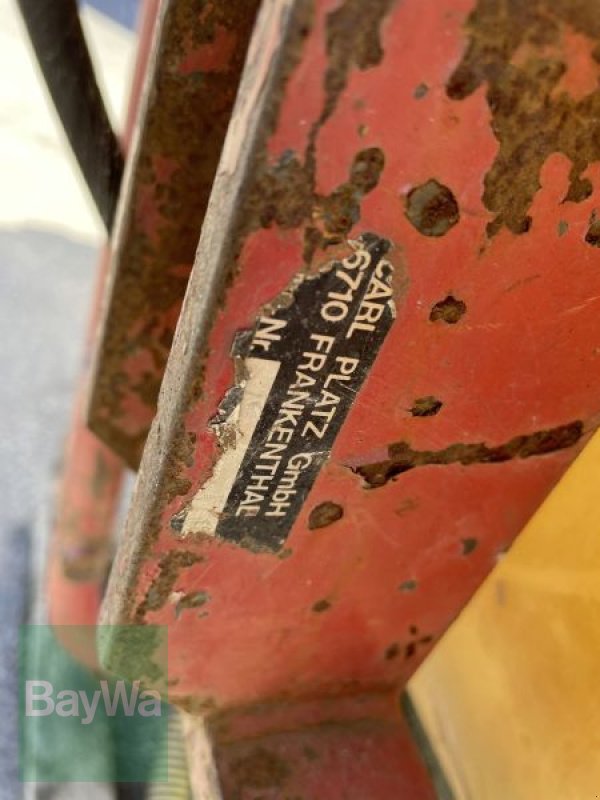 CARL PLATZ GmbH
6710 FRANKENTHAL
Nr.
BayWa